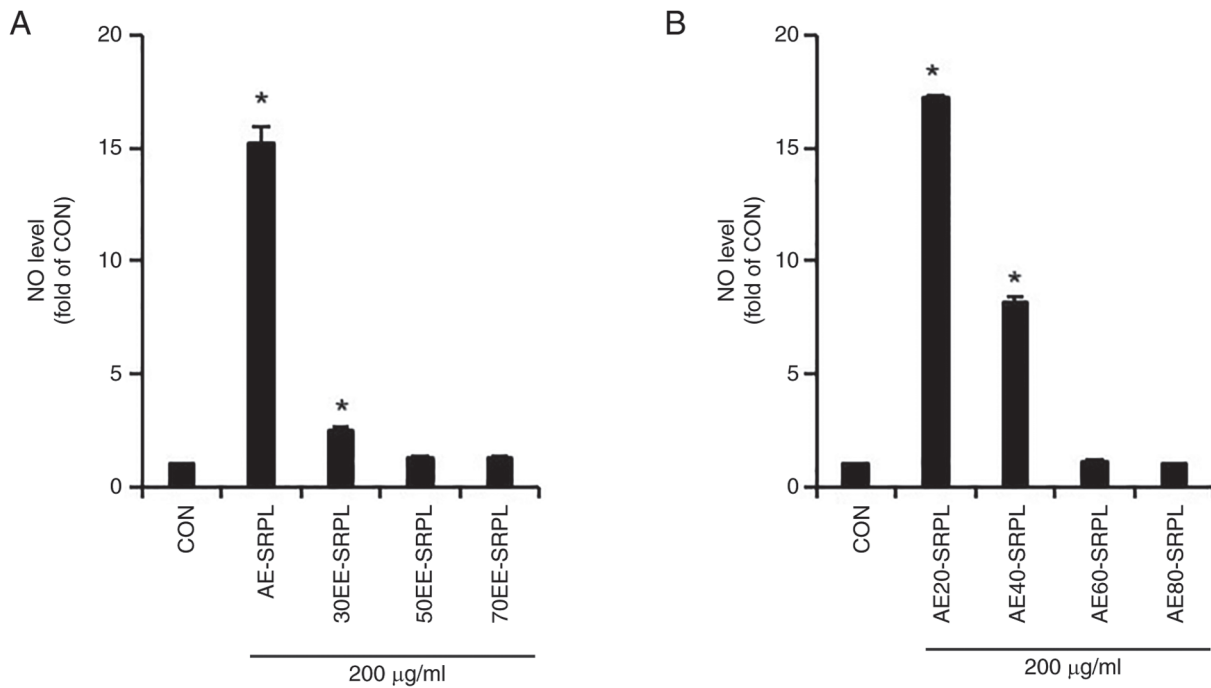 A
20
15
10
5
0
NO level
(fold of CON)
*
*
CON
AE-SRPL
30EE-SRPL
50EE-SRPL
70EE-SRPL
200 µg/ml
B
20
15
10
5
0
NO level
(fold of CON)
*
*
CON
AE20-SRPL
AE40-SRPL
AE60-SRPL
AE80-SRPL
200 µg/ml